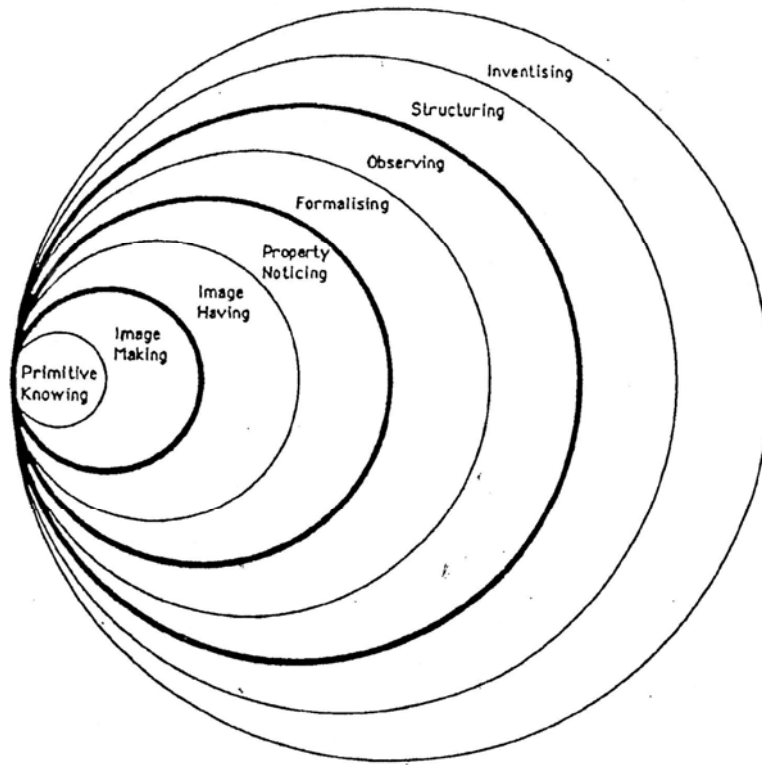 Inventising
Structuring
Observing
Formalising
Property
Noticing
Image
Having
Image
Making
Primitive
Knowing